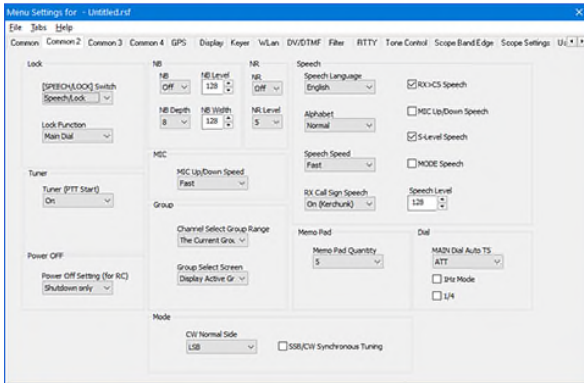 Menu Settings for - Untitled.rsf
File Tabs Help
Common Common 2 Common 3 Common 4 GPS Display Keyer WLan DV/DTMF Filter RTTY Tone Control Scope Band Edge Scope Settings
Lock
[SPEECH/LOCK] Switch
Speech/Lock
Lock Function
Main Dial
Tuner
Tuner (PTT Start)
On
Power OFF
Power Off Setting (for RC)
Shutdown only
NB
NB
Off
NB Level
128
NB Depth
8
NB Width
128
NR
NR
Off
NR Level
5
MIC
MIC Up/Down Speed
Fast
Group
Channel Select Group Range
The Current Grou
Group Select Screen
Display Active Gr
Mode
CW Normal Side
LSB
SSB/CW Synchronous Tuning
Speech
Speech Language
English
Alphabet
Normal
Speech Speed
Fast
RX Call Sign Speech
On (Kerchunk)
RX>CS Speech
MIC Up/Down Speech
S-Level Speech
MODE Speech
Speech Level
128
Memo Pad
Memo Pad Quantity
5
Dial
MAIN Dial Auto TS
ATT
1Hz Mode
1/4